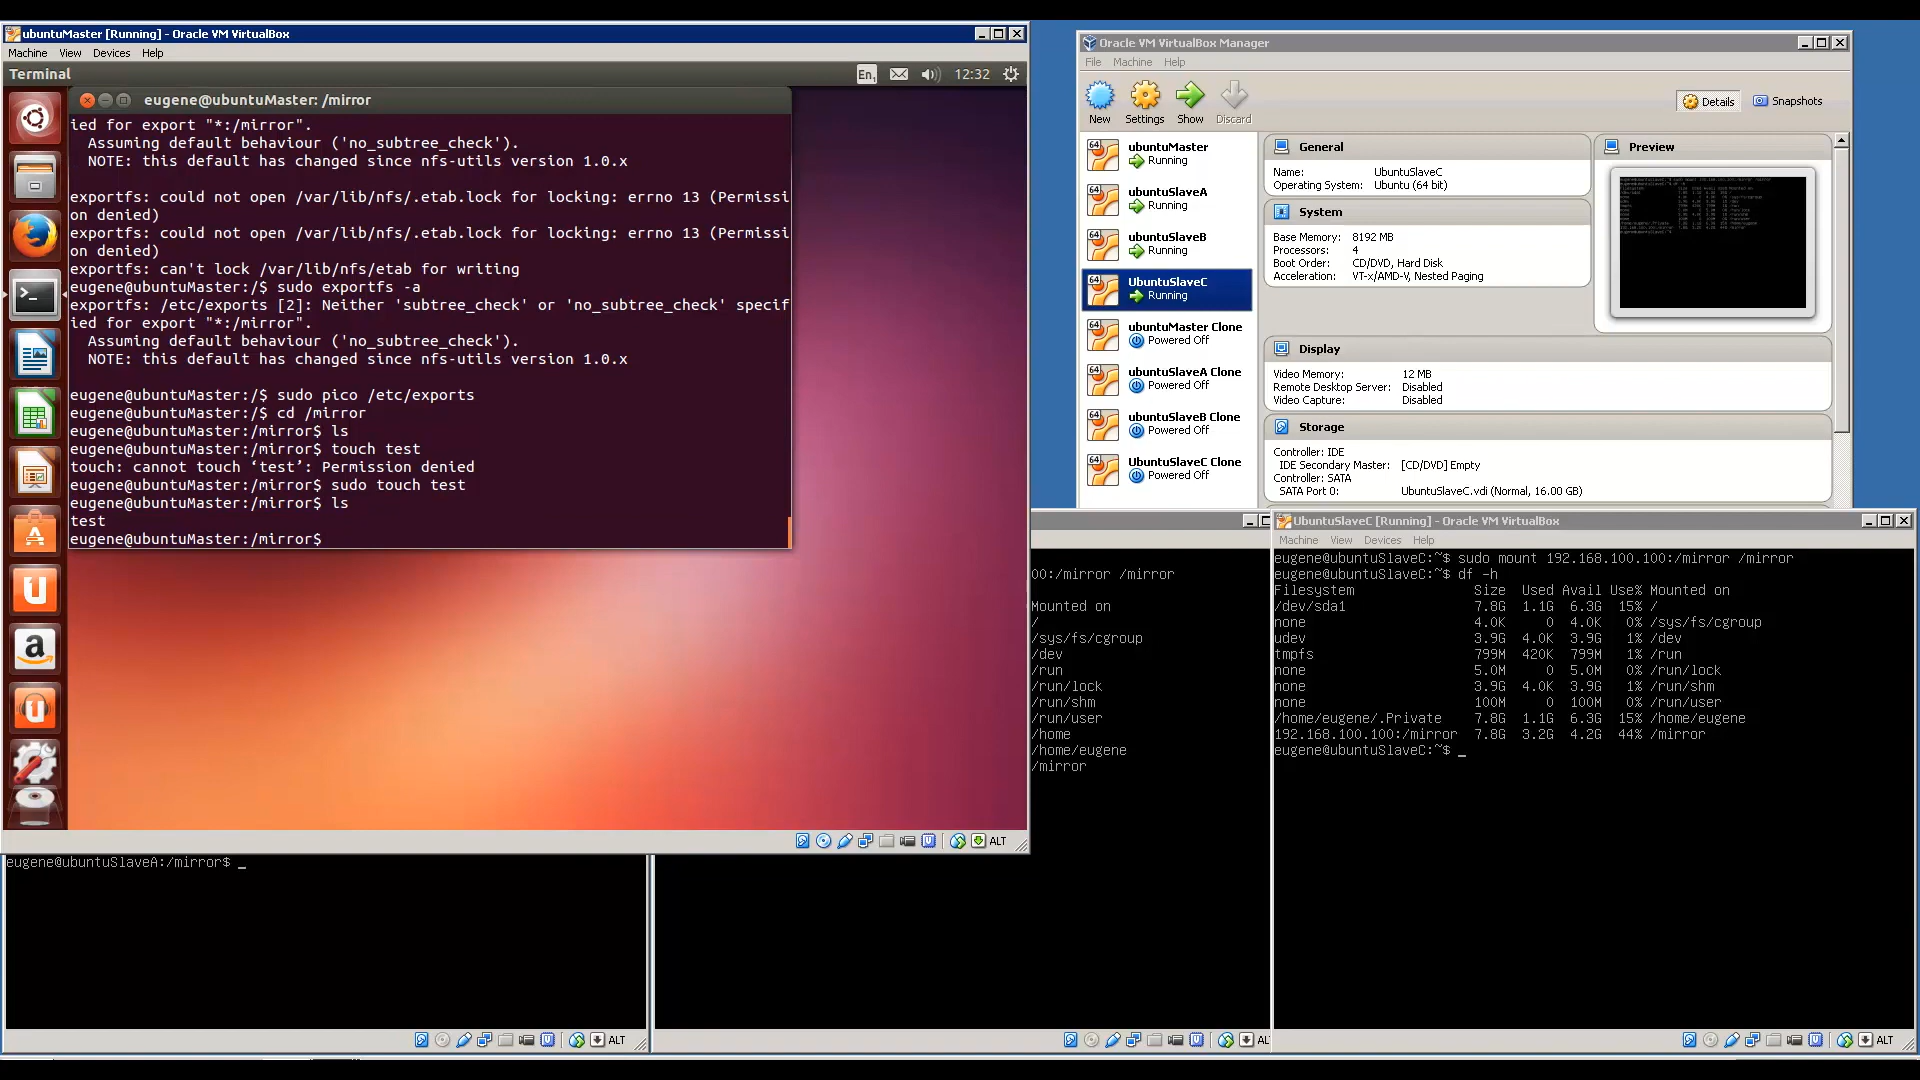 ubuntuMaster [Running] - Oracle VM VirtualBox
Machine View Devices Help
Terminal
En1
12:32
eugene@ubuntuMaster: /mirror
ied for export "*:/mirror".
Assuming default behaviour ('no_subtree_check').
NOTE: this default has changed since nfs-utils version 1.0.x
exportfs: could not open /var/lib/nfs/.etab.lock for locking: errno 13 (Permissi
on denied)
exportfs: could not open /var/lib/nfs/.etab.lock for locking: errno 13 (Permissi
on denied)
exportfs: can't lock /var/lib/nfs/etab for writing
eugene@ubuntuMaster:/$ sudo exportfs -a
exportfs: /etc/exports [2]: Neither 'subtree_check' or 'no_subtree_check' specif
ied for export "*:/mirror".
Assuming default behaviour ('no_subtree_check').
NOTE: this default has changed since nfs-utils version 1.0.x
eugene@ubuntuMaster:/$ sudo pico /etc/exports
eugene@ubuntuMaster:/$ cd /mirror
eugene@ubuntuMaster:/mirror$ ls
eugene@ubuntuMaster:/mirror$ touch test
touch: cannot touch ‘test’: Permission denied
eugene@ubuntuMaster:/mirror$ sudo touch test
eugene@ubuntuMaster:/mirror$ ls
test
eugene@ubuntuMaster:/mirror$
ALT
Oracle VM VirtualBox Manager
File Machine Help
New Settings Show Discard
Details Snapshots
64 ubuntuMaster
Running
64 ubuntuSlaveA
Running
64 ubuntuSlaveB
Running
64 UbuntuSlaveC
Running
64 ubuntuMaster Clone
Powered Off
64 ubuntuSlaveA Clone
Powered Off
64 ubuntuSlaveB Clone
Powered Off
64 UbuntuSlaveC Clone
Powered Off
General
Name: UbuntuSlaveC
Operating System: Ubuntu (64 bit)
System
Base Memory: 8192 MB
Processors: 4
Boot Order: CD/DVD, Hard Disk
Acceleration: VT-x/AMD-V, Nested Paging
Preview
Display
Video Memory: 12 MB
Remote Desktop Server: Disabled
Video Capture: Disabled
Storage
Controller: IDE
IDE Secondary Master: [CD/DVD] Empty
Controller: SATA
SATA Port 0: UbuntuSlaveC.vdi (Normal, 16.00 GB)
00:/mirror /mirror
Mounted on
/
/sys/fs/cgroup
/dev
/run
/run/lock
/run/shm
/run/user
/home
/home/eugene
/mirror
AL
UbuntuSlaveC [Running] - Oracle VM VirtualBox
Machine View Devices Help
eugene@ubuntuSlaveC:~$ sudo mount 192.168.100.100:/mirror /mirror
eugene@ubuntuSlaveC:~$ df -h
Filesystem Size Used Avail Use% Mounted on
/dev/sda1 7.8G 1.1G 6.3G 15% /
none 4.0K 0 4.0K 0% /sys/fs/cgroup
udev 3.9G 4.0K 3.9G 1% /dev
tmpfs 799M 420K 799M 1% /run
none 5.0M 0 5.0M 0% /run/lock
none 3.9G 4.0K 3.9G 1% /run/shm
none 100M 0 100M 0% /run/user
/home/eugene/.Private 7.8G 1.1G 6.3G 15% /home/eugene
192.168.100.100:/mirror 7.8G 3.2G 4.2G 44% /mirror
eugene@ubuntuSlaveC:~$ _
ALT
eugene@ubuntuSlaveA:/mirror$ _
ALT